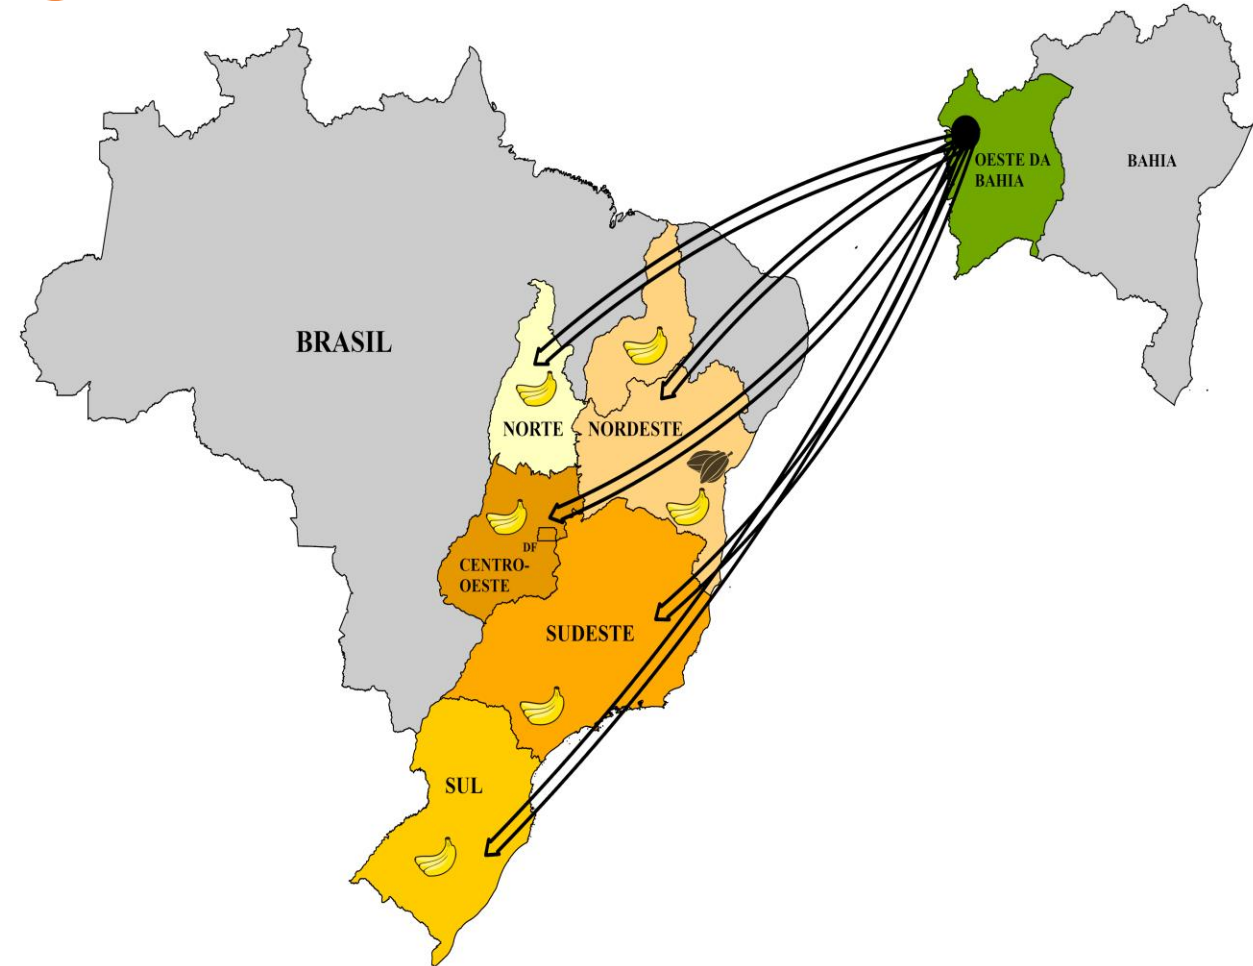 OESTE DA
BAHIA
BAHIA
BRASIL
NORTE
NORDESTE
DF
CENTRO-
OESTE
SUDESTE
SUL